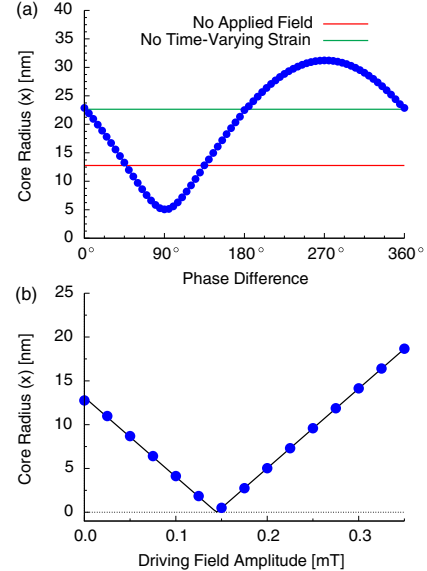 (a)
No Applied Field
No Time-Varying Strain
Core Radius (x) [nm]
35
30
25
20
15
10
5
0
0° 90° 180° 270° 360°
Phase Difference
(b)
Core Radius (x) [nm]
25
20
15
10
5
0
0.0 0.1 0.2 0.3
Driving Field Amplitude [mT]